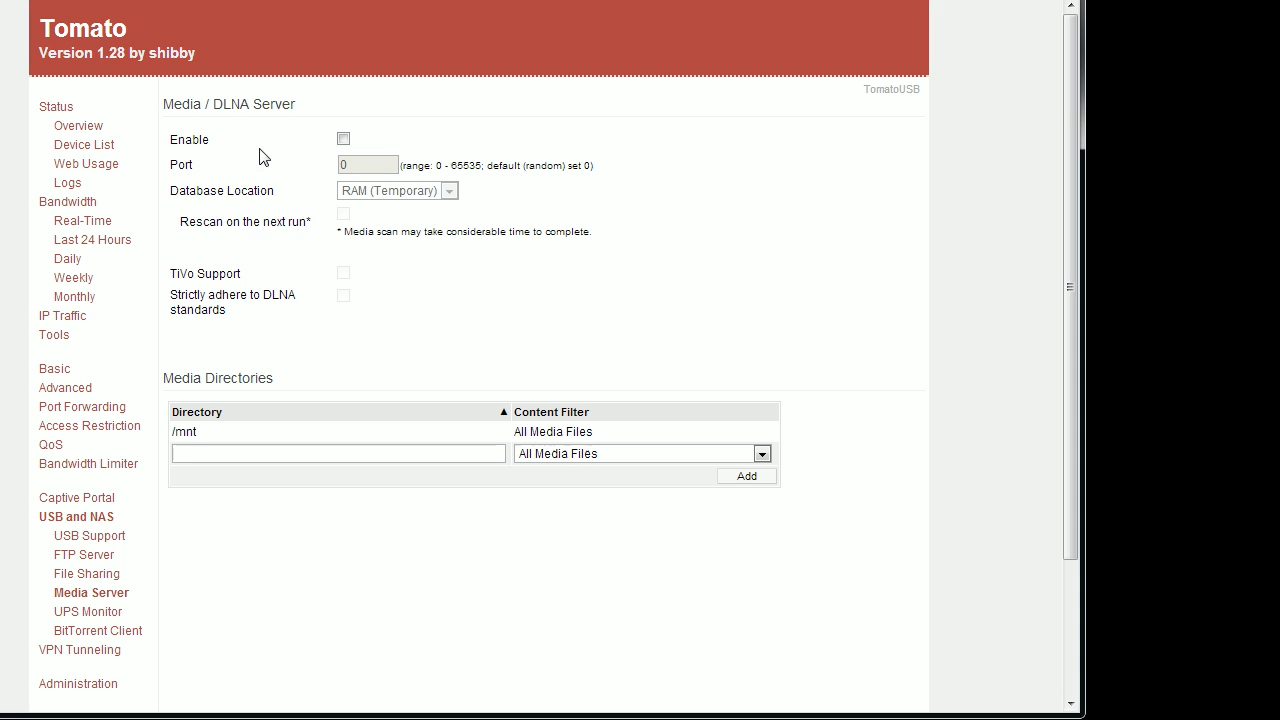 Tomato
Version 1.28 by shibby
TomatoUSB
Status
Overview
Device List
Web Usage
Logs
Bandwidth
Real-Time
Last 24 Hours
Daily
Weekly
Monthly
IP Traffic
Tools
Basic
Advanced
Port Forwarding
Access Restriction
QoS
Bandwidth Limiter
Captive Portal
USB and NAS
USB Support
FTP Server
File Sharing
Media Server
UPS Monitor
BitTorrent Client
VPN Tunneling
Administration
Media / DLNA Server
Enable
Port 0 (range: 0 - 65535; default (random) set 0)
Database Location RAM (Temporary)
Rescan on the next run*
* Media scan may take considerable time to complete.
TiVo Support
Strictly adhere to DLNA
standards
Media Directories
Directory ▲ Content Filter
/mnt All Media Files
All Media Files
Add